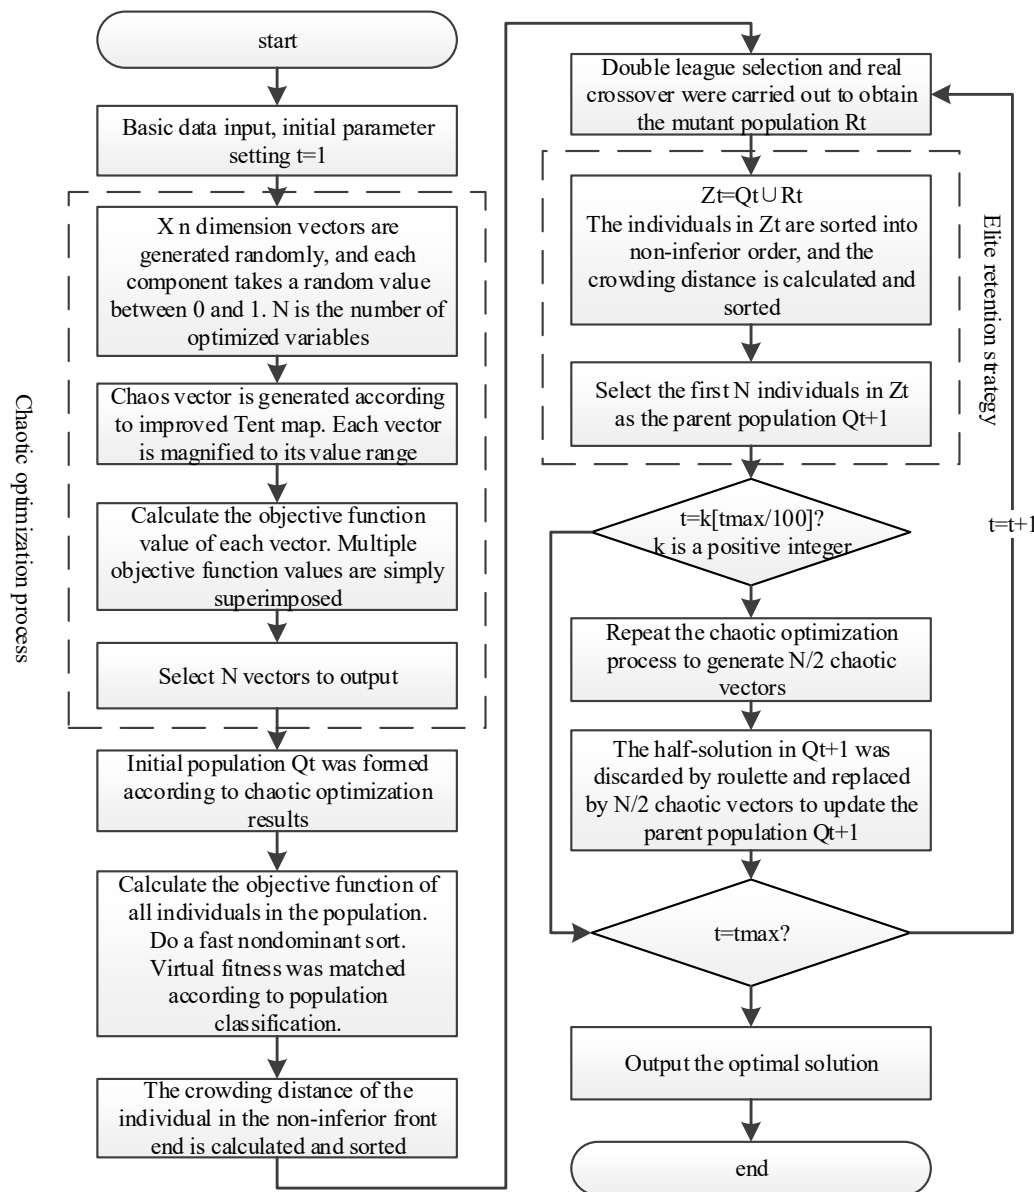 start
Basic data input, initial parameter
setting t=1
X n dimension vectors are
generated randomly, and each
component takes a random value
between 0 and 1. N is the number of
optimized variables
Chaos vector is generated according
to improved Tent map. Each vector
is magnified to its value range
Calculate the objective function
value of each vector. Multiple
objective function values are simply
superimposed
Select N vectors to output
Chaotic optimization process
Initial population Qt was formed
according to chaotic optimization
results
Calculate the objective function of
all individuals in the population.
Do a fast nondominant sort.
Virtual fitness was matched
according to population
classification.
The crowding distance of the
individual in the non-inferior front
end is calculated and sorted
Double league selection and real
crossover were carried out to obtain
the mutant population Rt
Zt=Qt∪Rt
The individuals in Zt are sorted into
non-inferior order, and the
crowding distance is calculated and
sorted
Select the first N individuals in Zt
as the parent population Qt+1
Elite retention strategy
t=k[tmax/100]?
k is a positive integer
t=t+1
Repeat the chaotic optimization
process to generate N/2 chaotic
vectors
The half-solution in Qt+1 was
discarded by roulette and replaced
by N/2 chaotic vectors to update the
parent population Qt+1
t=tmax?
Output the optimal solution
end